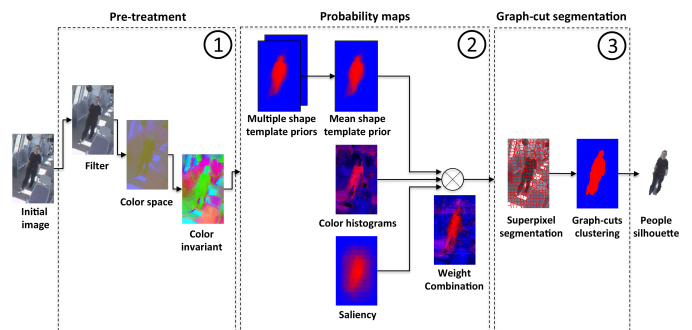 Pre-treatment
Probability maps
Graph-cut segmentation
1
2
3
Initial
image
Filter
Color space
Color
invariant
Multiple shape
template priors
Mean shape
template prior
Color histograms
Saliency
Weight
Combination
Superpixel
segmentation
Graph-cuts
clustering
People
silhouette